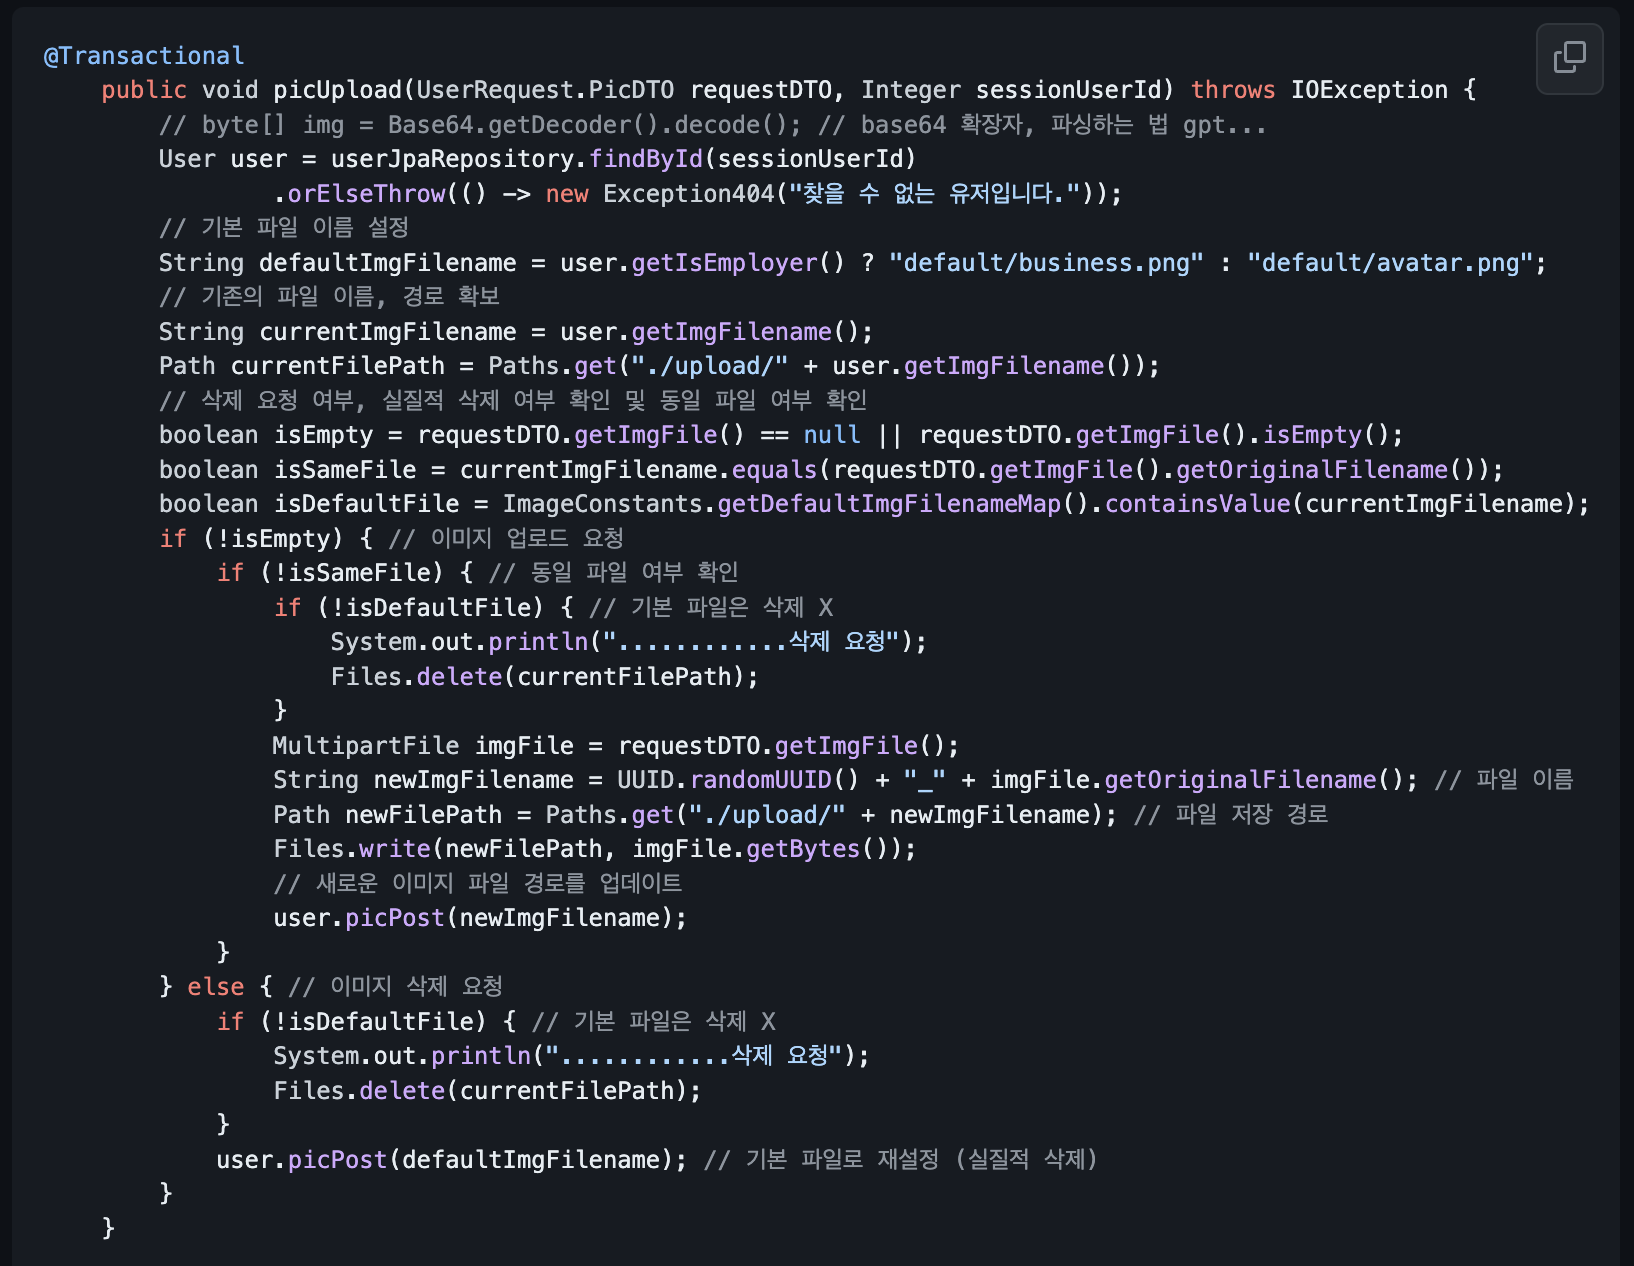 @Transactional
    public void picUpload(UserRequest.PicDTO requestDTO, Integer sessionUserId) throws IOException {
        // byte[] img = Base64.getDecoder().decode(); // base64 확장자, 파싱하는 법 gpt...
        User user = userJpaRepository.findById(sessionUserId)
                .orElseThrow(() -> new Exception404("찾을 수 없는 유저입니다."));
        // 기본 파일 이름 설정
        String defaultImgFilename = user.getIsEmployer() ? "default/business.png" : "default/avatar.png";
        // 기존의 파일 이름, 경로 확보
        String currentImgFilename = user.getImgFilename();
        Path currentFilePath = Paths.get("./upload/" + user.getImgFilename());
        // 삭제 요청 여부, 실질적 삭제 여부 확인 및 동일 파일 여부 확인
        boolean isEmpty = requestDTO.getImgFile() == null || requestDTO.getImgFile().isEmpty();
        boolean isSameFile = currentImgFilename.equals(requestDTO.getImgFile().getOriginalFilename());
        boolean isDefaultFile = ImageConstants.getDefaultImgFilenameMap().containsValue(currentImgFilename);
        if (!isEmpty) { // 이미지 업로드 요청
            if (!isSameFile) { // 동일 파일 여부 확인
                if (!isDefaultFile) { // 기본 파일은 삭제 X
                    System.out.println("............삭제 요청");
                    Files.delete(currentFilePath);
                }
                MultipartFile imgFile = requestDTO.getImgFile();
                String newImgFilename = UUID.randomUUID() + "_" + imgFile.getOriginalFilename(); // 파일 이름
                Path newFilePath = Paths.get("./upload/" + newImgFilename); // 파일 저장 경로
                Files.write(newFilePath, imgFile.getBytes());
                // 새로운 이미지 파일 경로를 업데이트
                user.picPost(newImgFilename);
            }
        } else { // 이미지 삭제 요청
            if (!isDefaultFile) { // 기본 파일은 삭제 X
                System.out.println("............삭제 요청");
                Files.delete(currentFilePath);
            }
            user.picPost(defaultImgFilename); // 기본 파일로 재설정 (실질적 삭제)
        }
    }